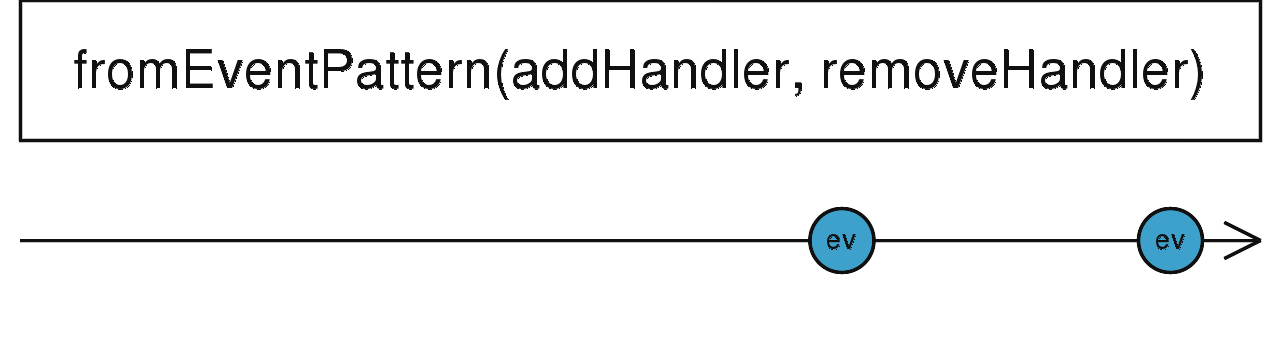 fromEventPattern(addHandler, removeHandler)
ev ev